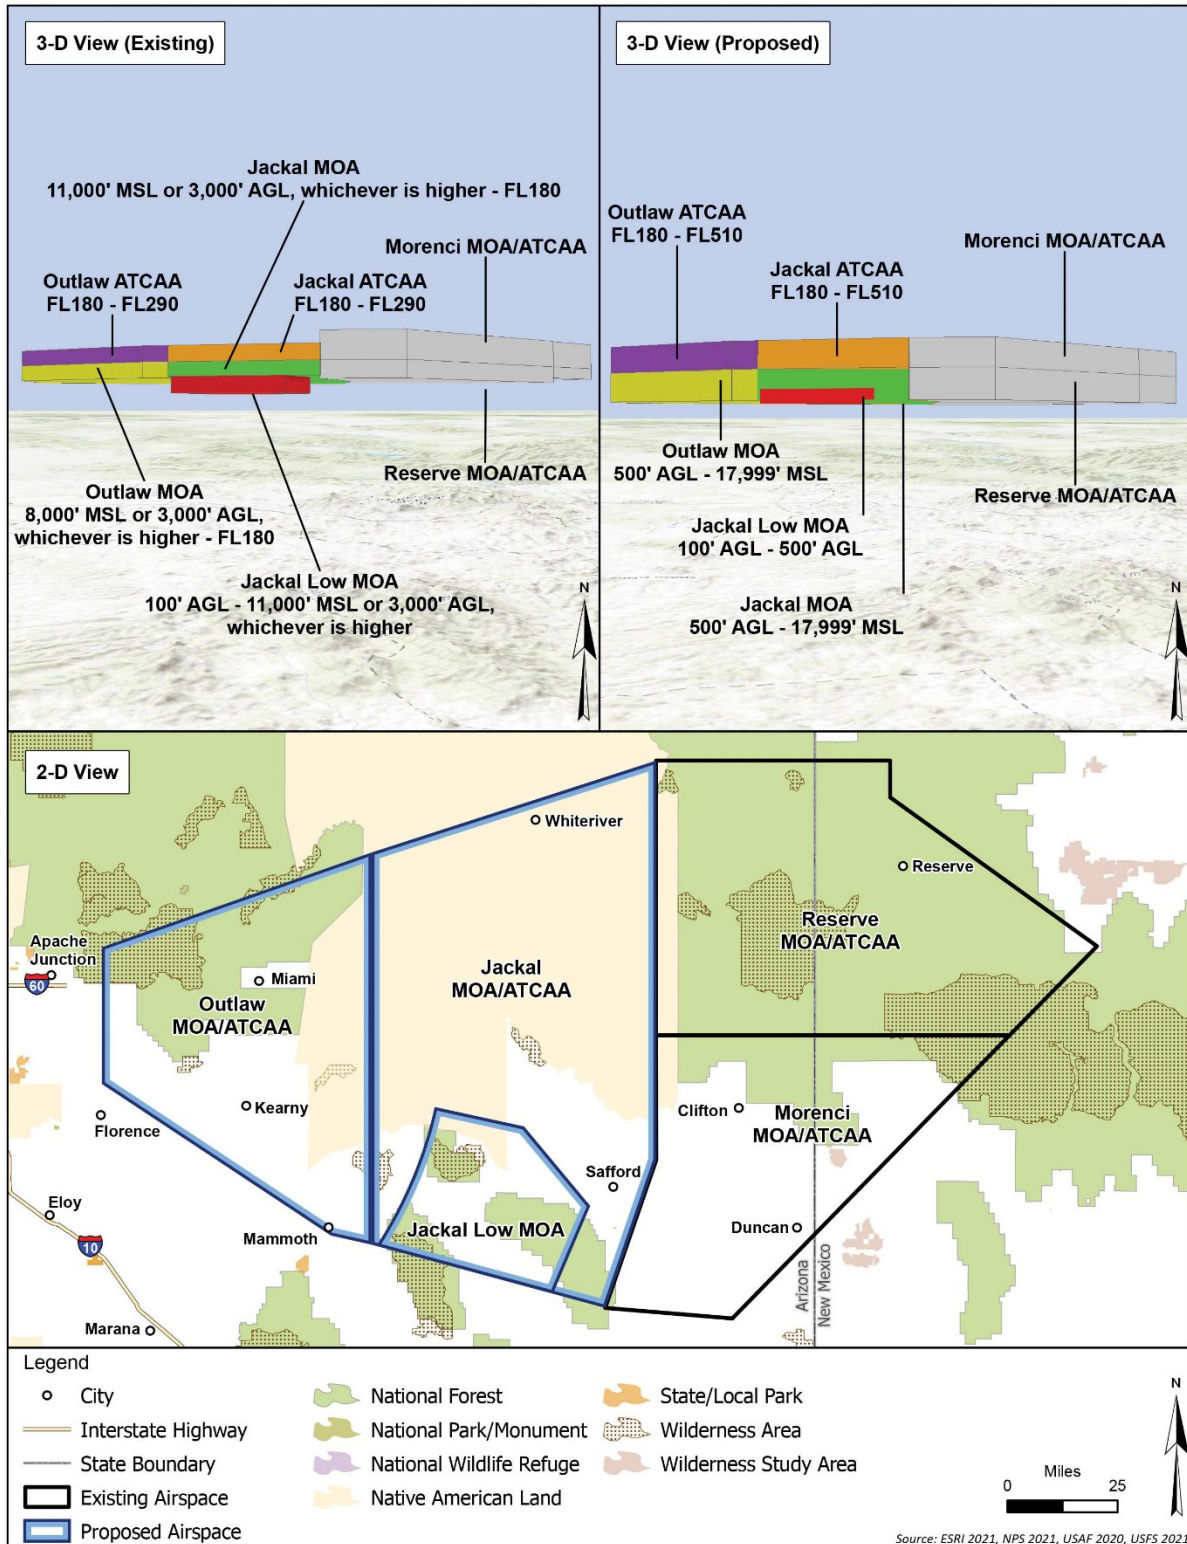 3-D View (Existing)
Jackal MOA
11,000' MSL or 3,000' AGL, whichever is higher - FL180
Morenci MOA/ATCAA
Outlaw ATCAA
FL180 - FL290
Jackal ATCAA
FL180 - FL290
Reserve MOA/ATCAA
Outlaw MOA
8,000' MSL or 3,000' AGL,
whichever is higher - FL180
Jackal Low MOA
100' AGL - 11,000' MSL or 3,000' AGL,
whichever is higher
N
3-D View (Proposed)
Outlaw ATCAA
FL180 - FL510
Morenci MOA/ATCAA
Jackal ATCAA
FL180 - FL510
Outlaw MOA
500' AGL - 17,999' MSL
Reserve MOA/ATCAA
Jackal Low MOA
100' AGL - 500' AGL
Jackal MOA
500' AGL - 17,999' MSL
N
2-D View
Whiteriver
Reserve
Reserve
MOA/ATCAA
Apache
Junction
60
Miami
Jackal
MOA/ATCAA
Outlaw
MOA/ATCAA
Kearny
Florence
Clifton
Morenci
MOA/ATCAA
Safford
Eloy
10
Mammoth
Jackal Low MOA
Duncan
Arizona
New Mexico
Marana
Legend
City
Interstate Highway
State Boundary
Existing Airspace
Proposed Airspace
National Forest
National Park/Monument
National Wildlife Refuge
Native American Land
State/Local Park
Wilderness Area
Wilderness Study Area
N
Miles
0 25
Source: ESRI 2021, NPS 2021, USAF 2020, USFS 2021